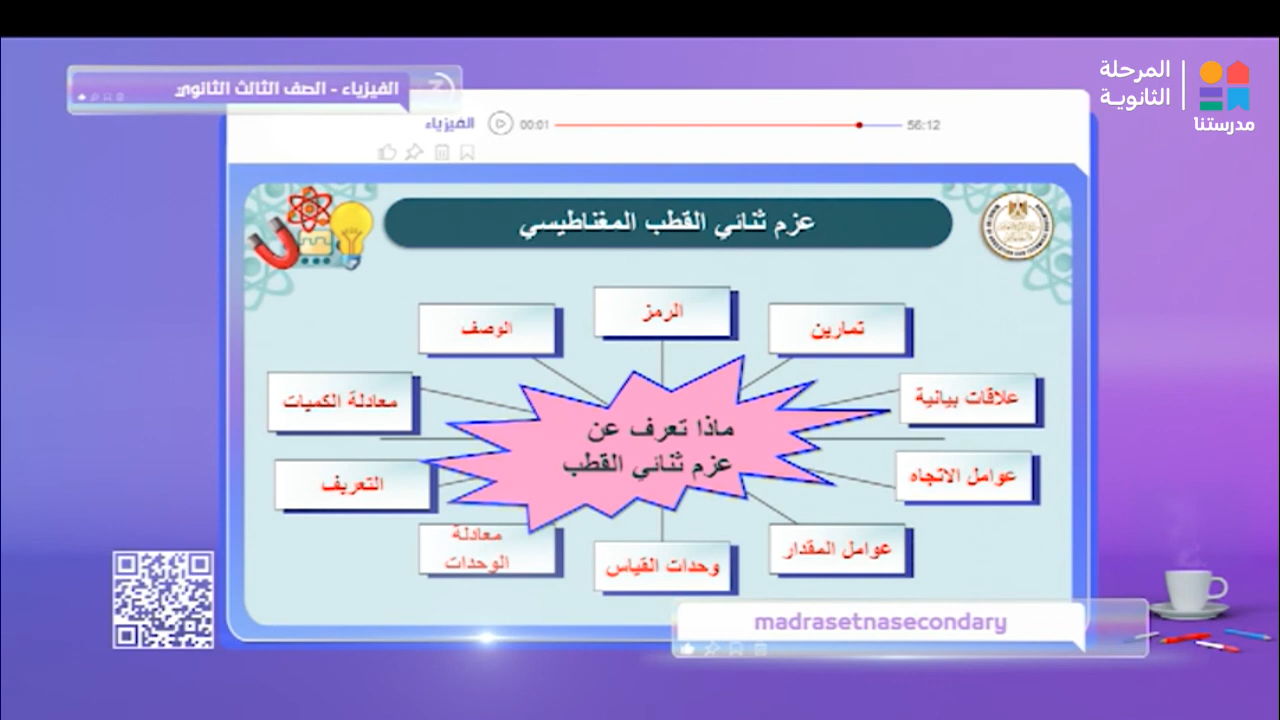 المرحلة
الثانوية
مدرستنا
الفيزياء - الصف الثالث الثانوي
الفيزياء
00:01
56:12
عزم ثنائي القطب المغناطيسي
الرمز
تمارين
الوصف
علاقات بيانية
معادلة الكميات
ماذا تعرف عن
عزم ثنائي القطب
عوامل الاتجاه
التعريف
عوامل المقدار
وحدات القياس
معادلة
الوحدات
madrasetnasecondary